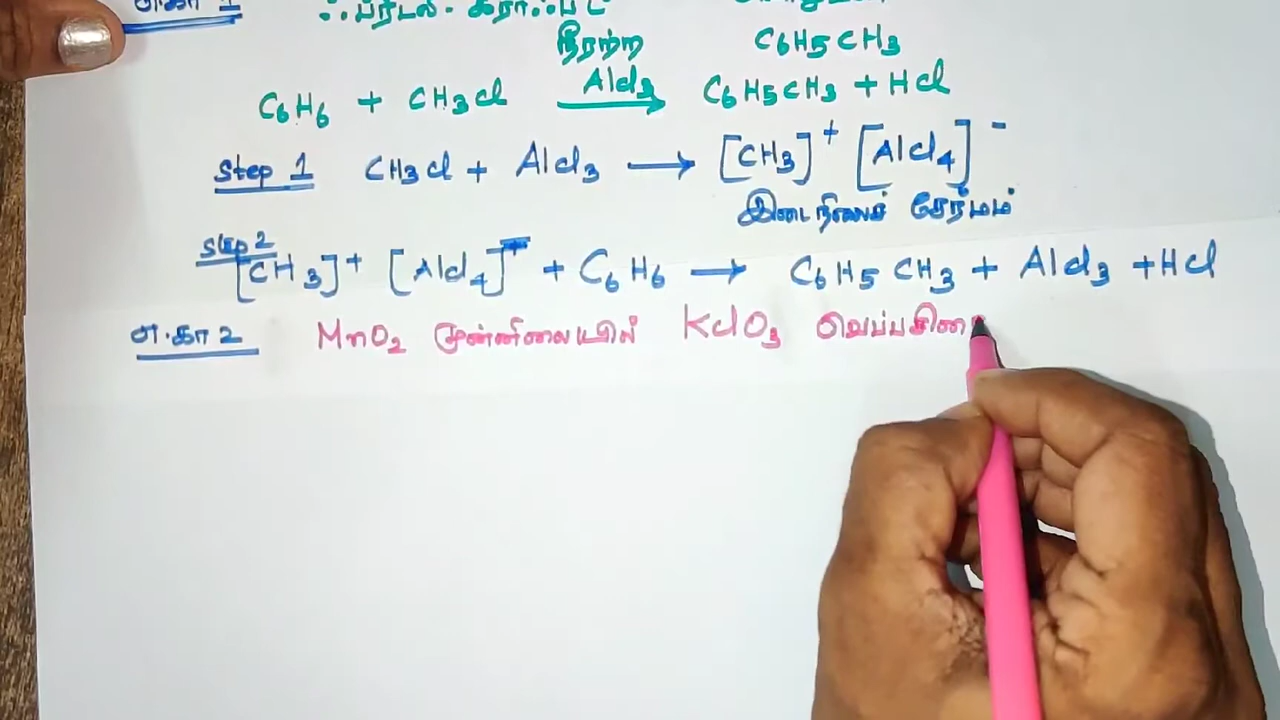 நீரற்ற C6H5CH3
C6H6 + CH3Cl AlCl3 → C6H5CH3 + HCl
Step 1 CH3Cl + AlCl3 → [CH3]+ [AlCl4]-
இடைநிலைச் சேர்மம்
Step 2
[CH3]+ [AlCl4] + C6H6 → C6H5CH3 + AlCl3 + HCl
எ.கா 2 MnO2 முன்னிலையில் KClO3